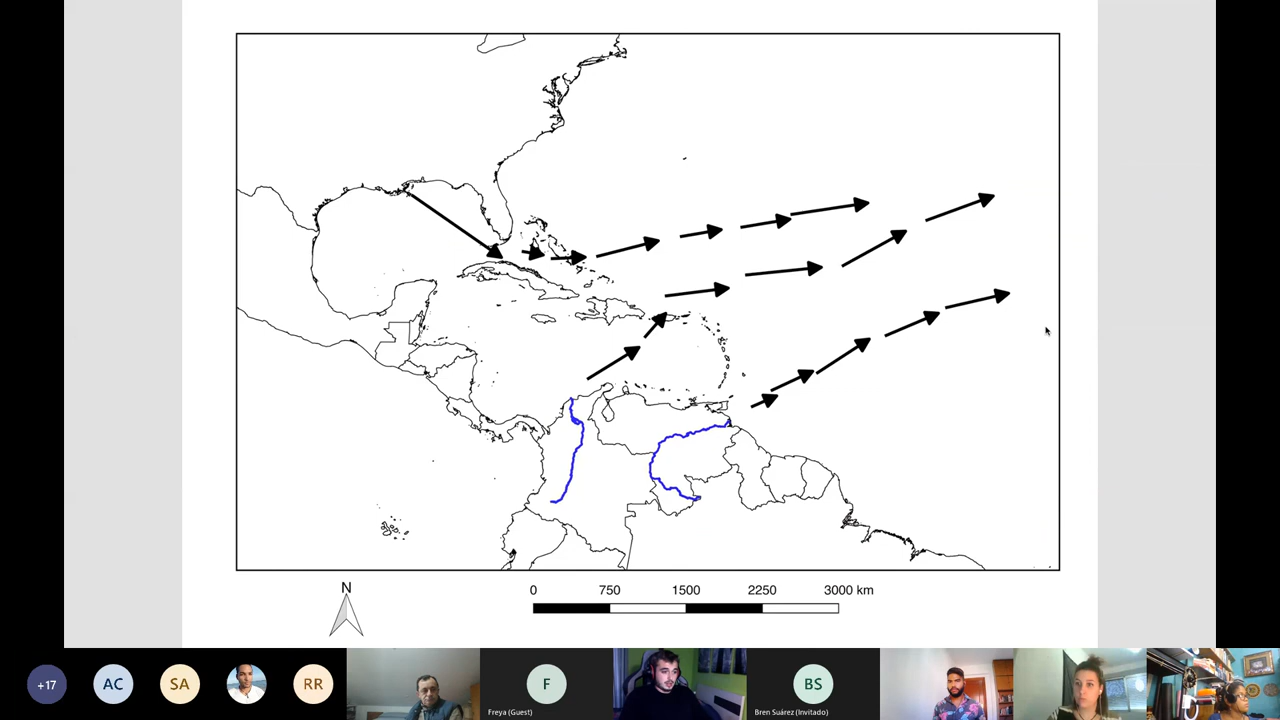 N
0 750 1500 2250 3000 km
+17 AC SA RR F BS
Freya (Guest) Bren Suárez (Invitado)